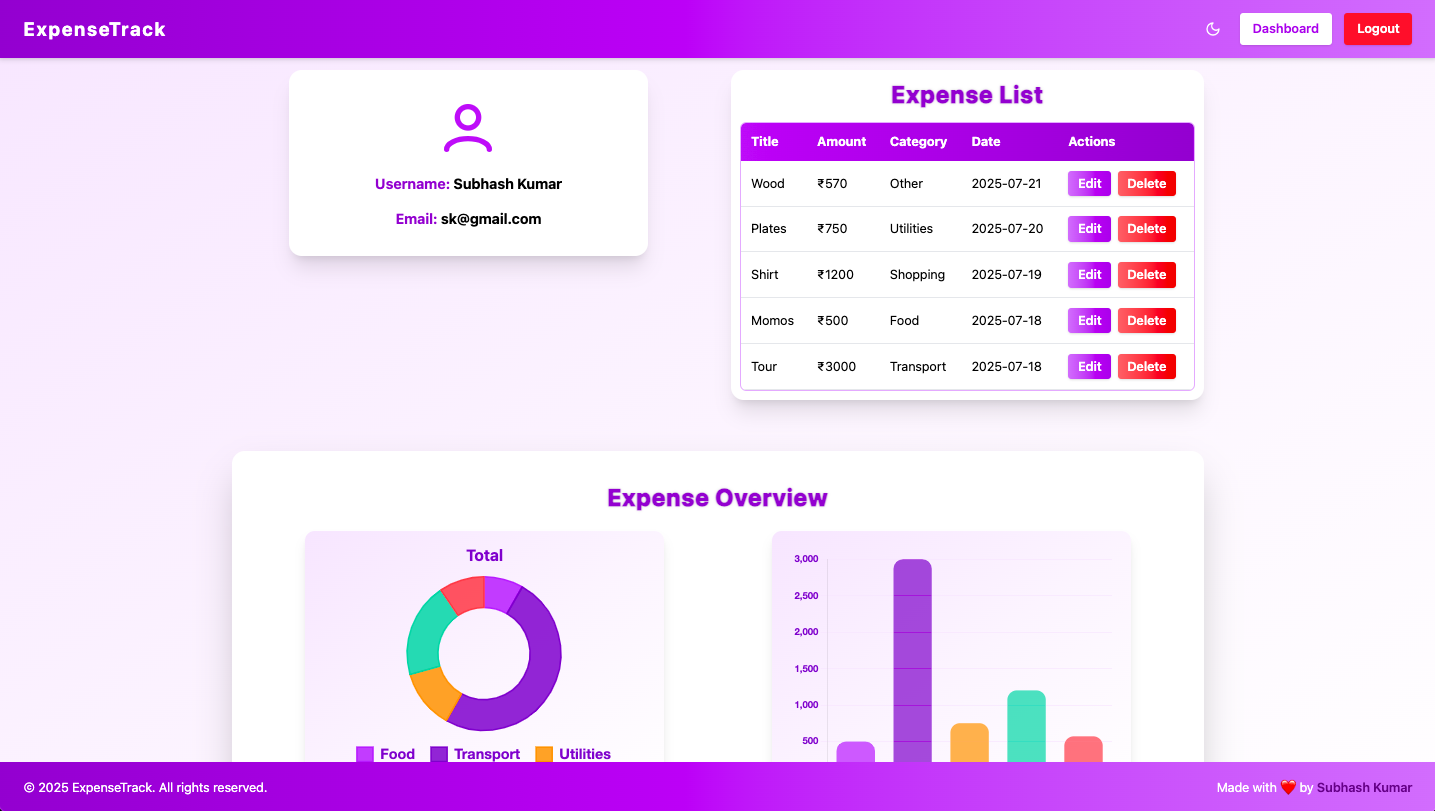 ExpenseTrack
Dashboard
Logout
Username: Subhash Kumar
Email: sk@gmail.com
Expense List
Title Amount Category Date Actions
Wood ₹570 Other 2025-07-21 Edit Delete
Plates ₹750 Utilities 2025-07-20 Edit Delete
Shirt ₹1200 Shopping 2025-07-19 Edit Delete
Momos ₹500 Food 2025-07-18 Edit Delete
Tour ₹3000 Transport 2025-07-18 Edit Delete
Expense Overview
Total
Food Transport Utilities
3,000
2,500
2,000
1,500
1,000
500
© 2025 ExpenseTrack. All rights reserved.
Made with ❤️ by Subhash Kumar